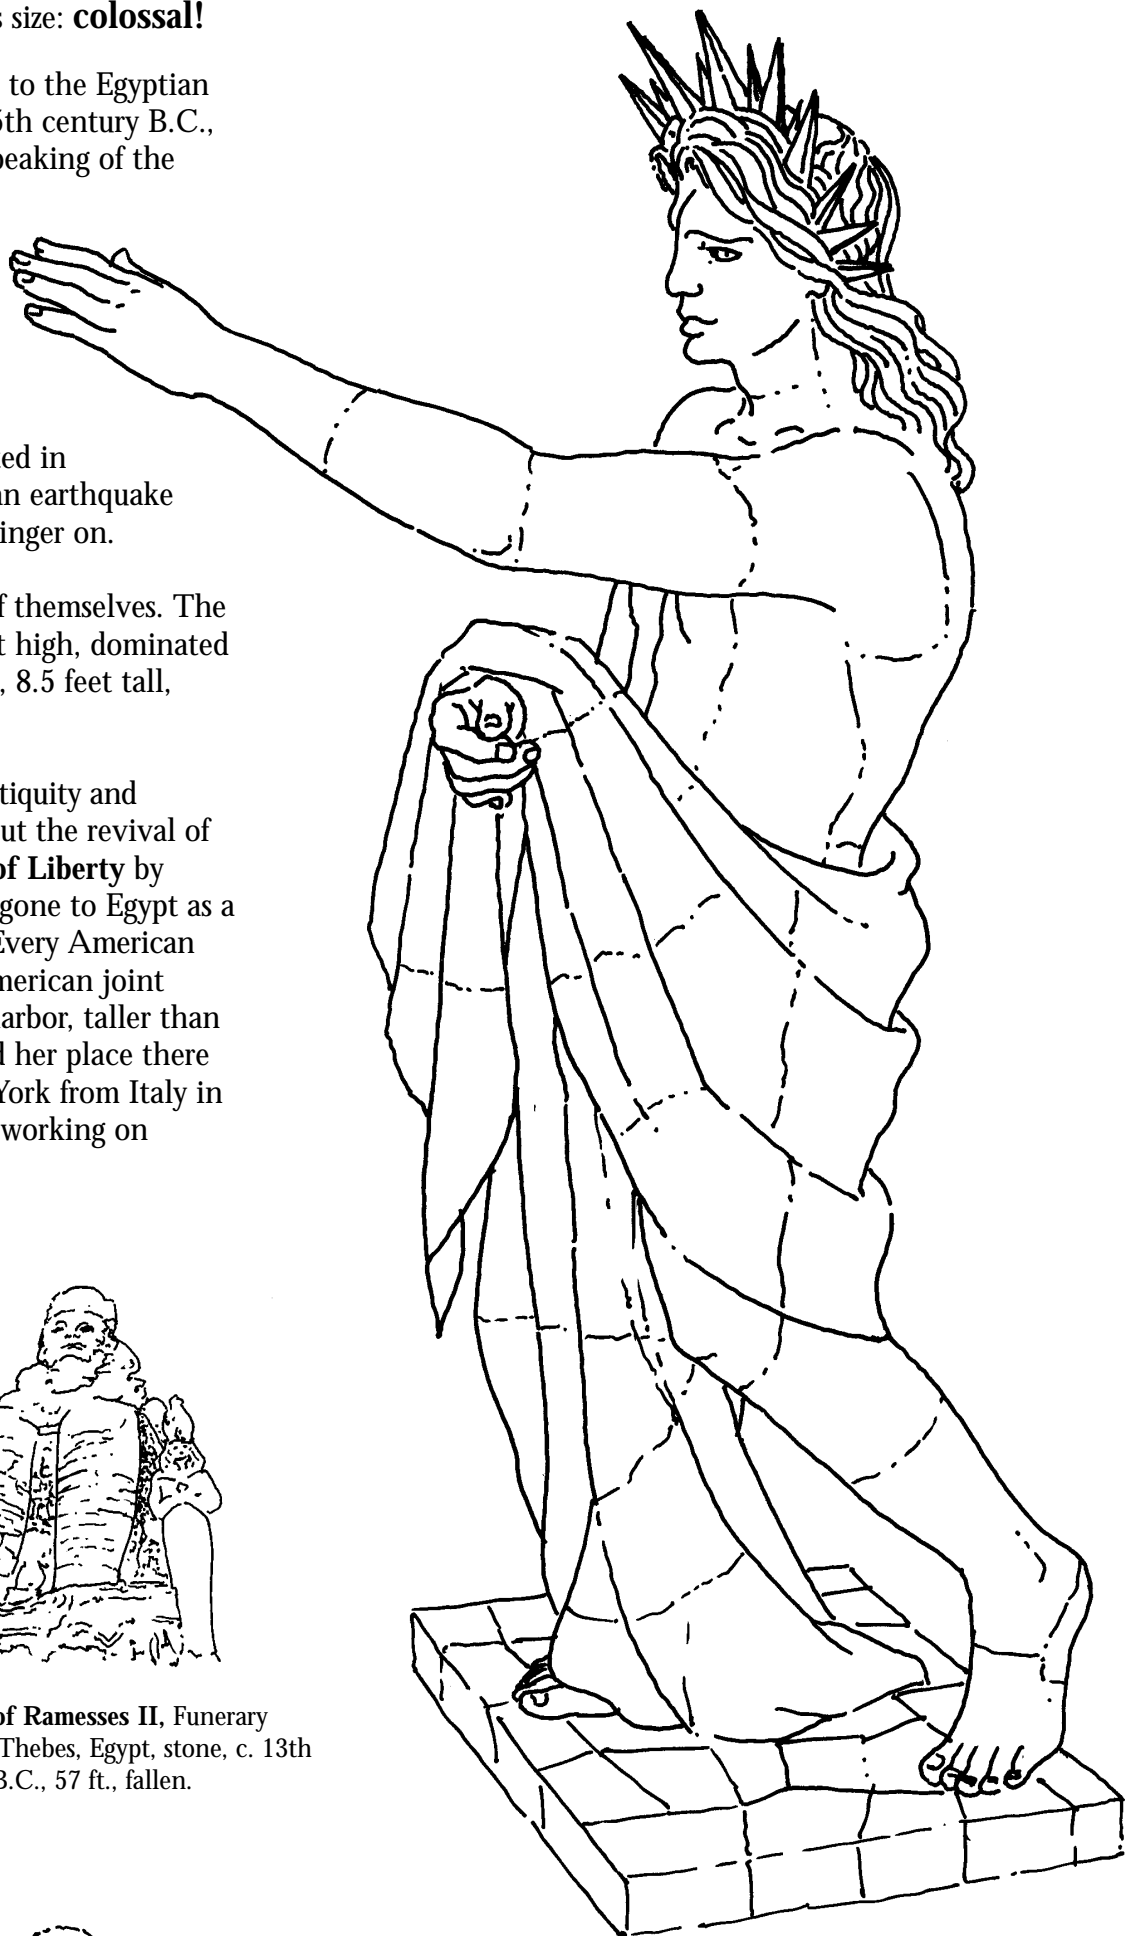 s size: colossal!
to the Egyptian
5th century B.C.,
peaking of the
ed in
an earthquake
inger on.
f themselves. The
t high, dominated
, 8.5 feet tall,
tiquity and
ut the revival of
of Liberty by
gone to Egypt as a
Every American
merican joint
arbor, taller than
d her place there
York from Italy in
working on
of Ramesses II, Funerary
Thebes, Egypt, stone, c. 13th
B.C., 57 ft., fallen.